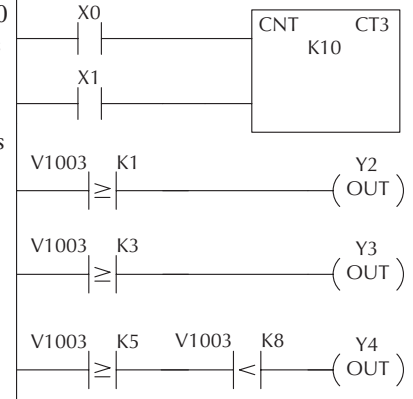 0
X0
CNT CT3
K10
X1
s
V1003 K1 Y2
≥ OUT
V1003 K3 Y3
≥ OUT
V1003 K5 V1003 K8 Y4
≥ < OUT